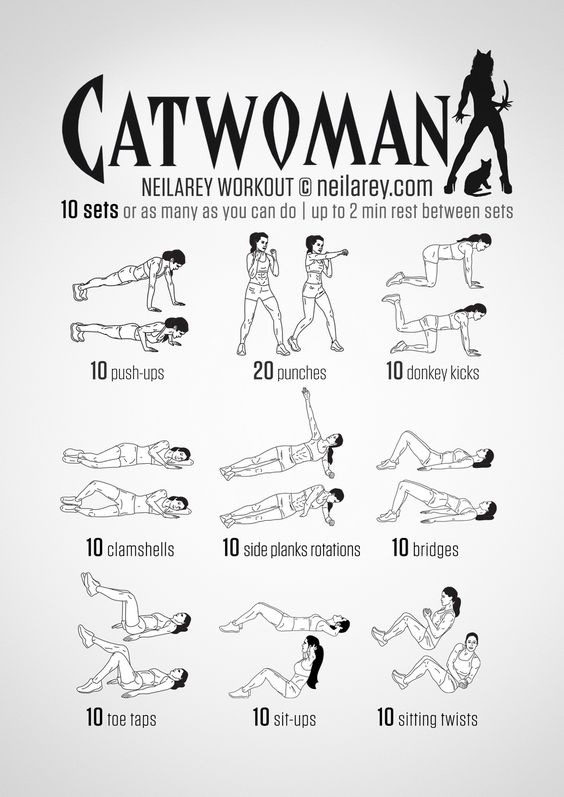 CATWOMAN
NEILAREY WORKOUT © neilarey.com
10 sets or as many as you can do | up to 2 min rest between sets
10 push-ups
20 punches
10 donkey kicks
10 clamshells
10 side planks rotations
10 bridges
10 toe taps
10 sit-ups
10 sitting twists